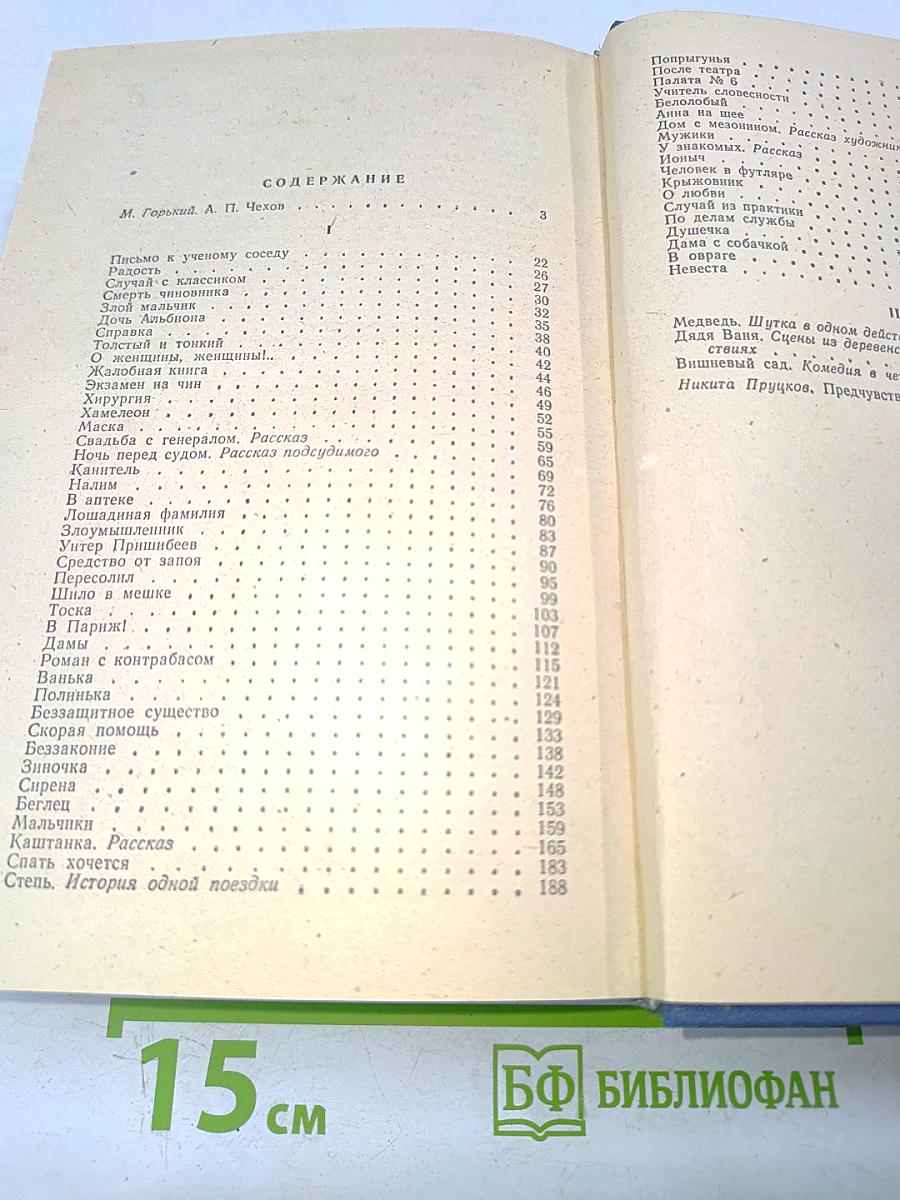 СОДЕРЖАНИЕ
М. Горький. А. П. Чехов . . . . . . . . . . . . 3
I
Письмо к ученому соседу . . . . . . . . . . . . 22
Радость . . . . . . . . . . . . 26
Случай с классиком . . . . . . . . . . . . 27
Смерть чиновника . . . . . . . . . . . . 30
Злой мальчик . . . . . . . . . . . . 32
Дочь Альбиона . . . . . . . . . . . . 35
Справка . . . . . . . . . . . . 38
Толстый и тонкий . . . . . . . . . . . . 40
О женщины, женщины!.. . . . . . . . . . . . . 42
Жалобная книга . . . . . . . . . . . . 44
Экзамен на чин . . . . . . . . . . . . 46
Хирургия . . . . . . . . . . . . 49
Хамелеон . . . . . . . . . . . . 52
Маска . . . . . . . . . . . . 55
Свадьба с генералом. Рассказ . . . . . . . . . . 59
Ночь перед судом. Рассказ подсудимого . . . . . . . 65
Канитель . . . . . . . . . . . . 69
Налим . . . . . . . . . . . . 72
В аптеке . . . . . . . . . . . . 76
Лошадиная фамилия . . . . . . . . . . . . 80
Злоумышленник . . . . . . . . . . . . 83
Унтер Пришибеев . . . . . . . . . . . . 87
Средство от запоя . . . . . . . . . . . . 90
Пересолил . . . . . . . . . . . . 95
Шило в мешке . . . . . . . . . . . . 99
Тоска . . . . . . . . . . . . 103
В Париж! . . . . . . . . . . . . 107
Дамы . . . . . . . . . . . . 112
Роман с контрабасом . . . . . . . . . . . . 115
Ванька . . . . . . . . . . . . 121
Полинька . . . . . . . . . . . . 124
Беззащитное существо . . . . . . . . . . . . 129
Скорая помощь . . . . . . . . . . . . 133
Беззаконие . . . . . . . . . . . . 138
Зиночка . . . . . . . . . . . . 142
Сирена . . . . . . . . . . . . 148
Беглец . . . . . . . . . . . . 153
Мальчики . . . . . . . . . . . . 159
Каштанка. Рассказ . . . . . . . . . . . . 165
Спать хочется . . . . . . . . . . . . 183
Степь. История одной поездки . . . . . . . . . . 188
Попрыгунья . . . . . . . .
После театра . . . . . . . .
Палата № 6 . . . . . . . .
Учитель словесности . . . . . .
Белолобый . . . . . . . .
Анна на шее . . . . . . . .
Дом с мезонином. Рассказ художник
Мужики . . . . . . . .
У знакомых. Рассказ . . . . . .
Ионыч . . . . . . . .
Человек в футляре . . . . . .
Крыжовник . . . . . . . .
О любви . . . . . . . .
Случай из практики . . . . . .
По делам службы . . . . . .
Душечка . . . . . . . .
Дама с собачкой . . . . . .
В овраге . . . . . . . .
Невеста . . . . . . . .
II
Медведь. Шутка в одном дейст
Дядя Ваня. Сцены из деревенс
ствиях . . . . . .
Вишневый сад. Комедия в че
Никита Пруцков. Предчувств
15 см
БФ БИБЛИОФАН